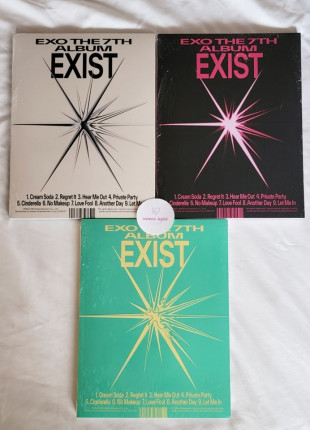 EXO THE 7TH
ALBUM
EXIST
1. Cream Soda 2. Regret It 3. Hear Me Out 4. Private Party
5. Cinderella 6. No Makeup 7. Love Fool 8. Another Day 9. Let Me In
EXO THE 7TH
ALBUM
EXIST
1. Cream Soda 2. Regret It 3. Hear Me Out 4. Private Party
Cinderella 6. No Makeup 7. Love Fool 8. Another Day 9. Let Me In
EXO THE 7TH
ALBUM
EXIST
1. Cream Soda 2. Regret It 3. Hear Me Out 4. Private Party
5. Cinderella 6. No Makeup 7. Love Fool 8. Another Day 9. Let Me In